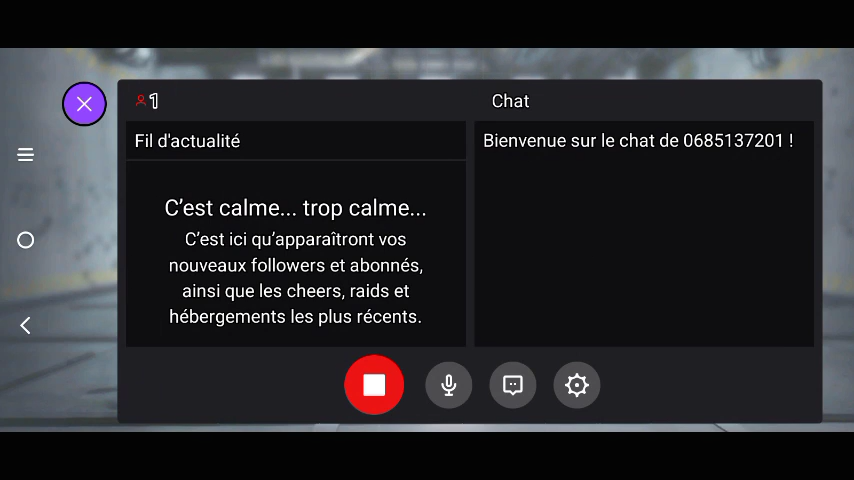 1
Chat
Fil d'actualité
Bienvenue sur le chat de 0685137201 !
C’est calme... trop calme...
C’est ici qu’apparaîtront vos
nouveaux followers et abonnés,
ainsi que les cheers, raids et
hébergements les plus récents.